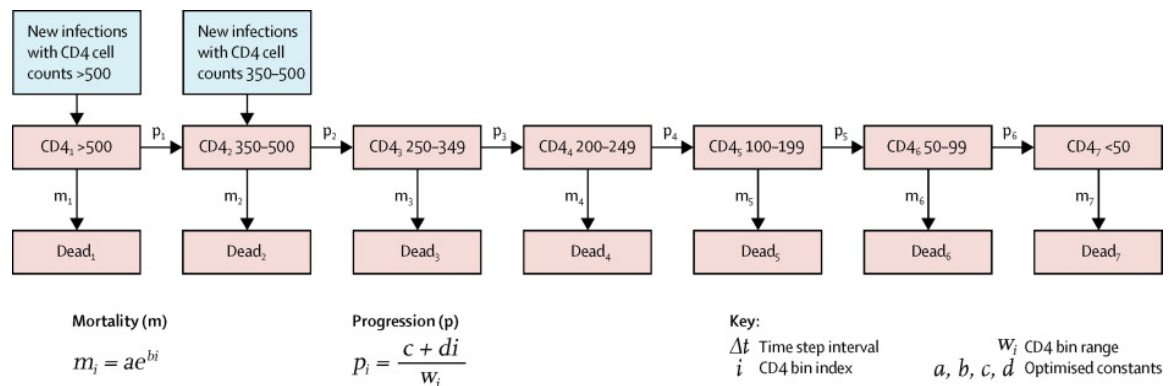 New infections
with CD4 cell
counts >500
New infections
with CD4 cell
counts 350–500
CD4₁ >500
p₁
CD4₂ 350–500
p₂
CD4₃ 250–349
p₃
CD4₄ 200–249
p₄
CD4₅ 100–199
p₅
CD4₆ 50–99
p₆
CD4₇ <50
m₁
m₂
m₃
m₄
m₅
m₆
m₇
Dead₁
Dead₂
Dead₃
Dead₄
Dead₅
Dead₆
Dead₇
Mortality (m)
mᵢ = ae^{bi}
Progression (p)
pᵢ = (c + di) / wᵢ
Key:
Δt Time step interval
i CD4 bin index
wᵢ CD4 bin range
a, b, c, d Optimised constants